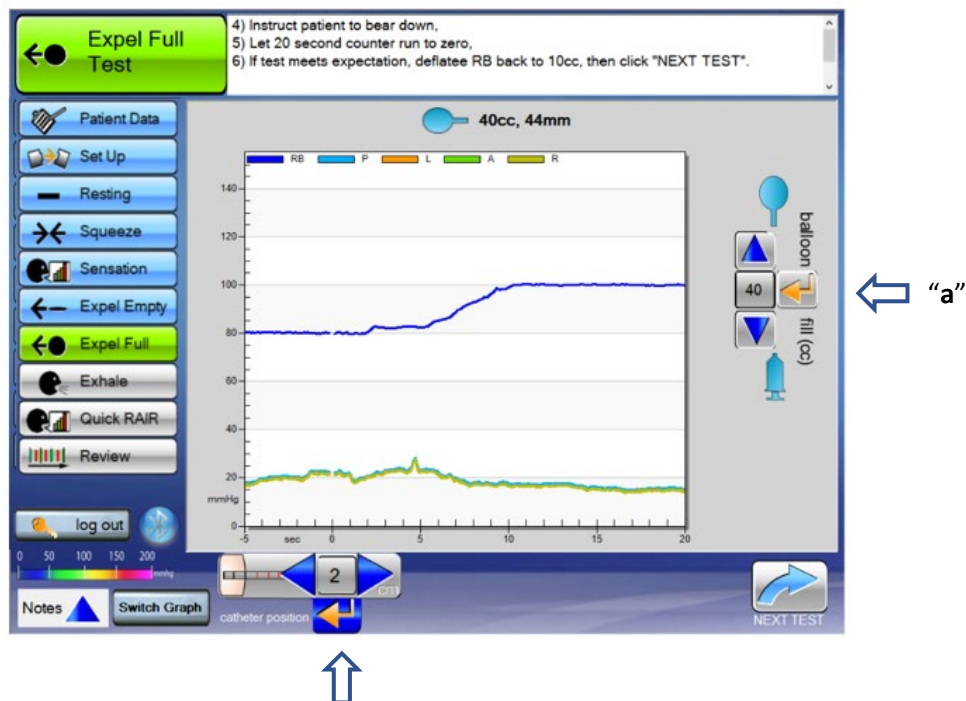 Expel Full
Test
4) Instruct patient to bear down,
5) Let 20 second counter run to zero,
6) If test meets expectation, deflatee RB back to 10cc, then click "NEXT TEST".
Patient Data
Set Up
Resting
Squeeze
Sensation
Expel Empty
Expel Full
Exhale
Quick RAIR
Review
log out
0 50 100 150 200
mmHg
Notes
Switch Graph
40cc, 44mm
RB P L A R
140
120
100
80
60
40
20
mmHg
0
-5 sec 0 5 10 15 20
balloon fill (cc)
40
"a"
2
cm
catheter position
NEXT TEST